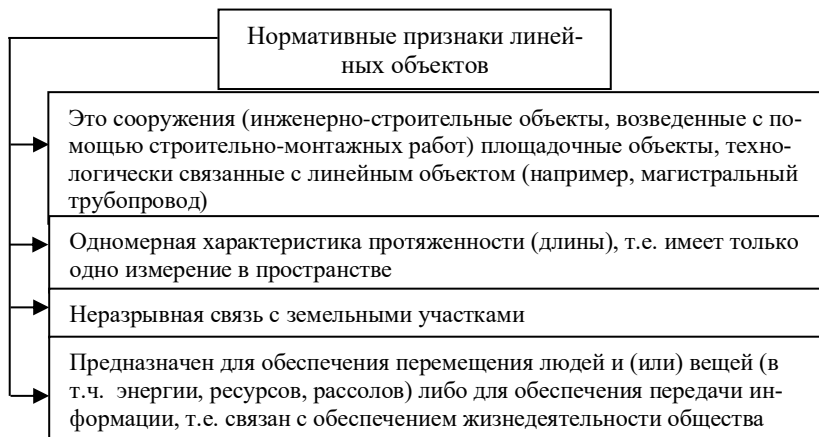 Нормативные признаки линей-
ных объектов
Это сооружения (инженерно-строительные объекты, возведенные с по-
мощью строительно-монтажных работ) площадочные объекты, техно-
логически связанные с линейным объектом (например, магистральный
трубопровод)
Одномерная характеристика протяженности (длины), т.е. имеет только
одно измерение в пространстве
Неразрывная связь с земельными участками
Предназначен для обеспечения перемещения людей и (или) вещей (в
т.ч. энергии, ресурсов, рассолов) либо для обеспечения передачи ин-
формации, т.е. связан с обеспечением жизнедеятельности общества